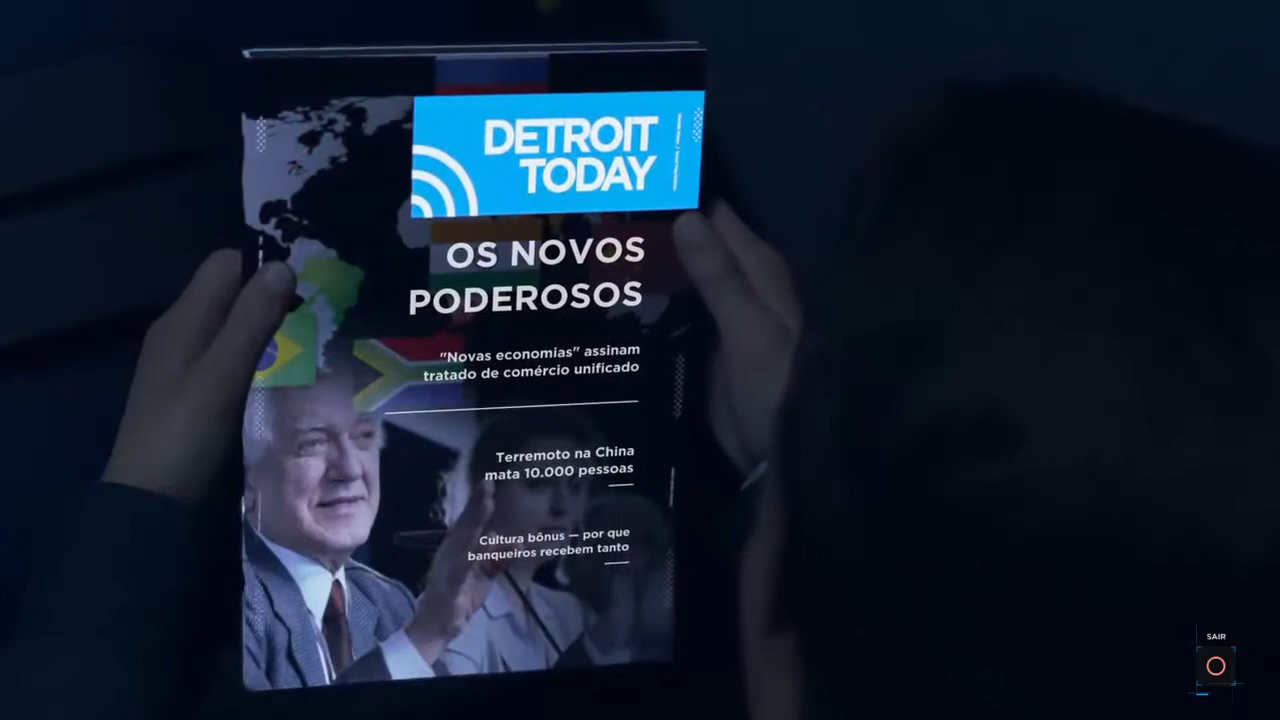 DETROIT
TODAY
OS NOVOS
PODEROSOS
"Novas economias" assinam
tratado de comércio unificado
Terremoto na China
mata 10.000 pessoas
Cultura bônus — por que
banqueiros recebem tanto
SAIR